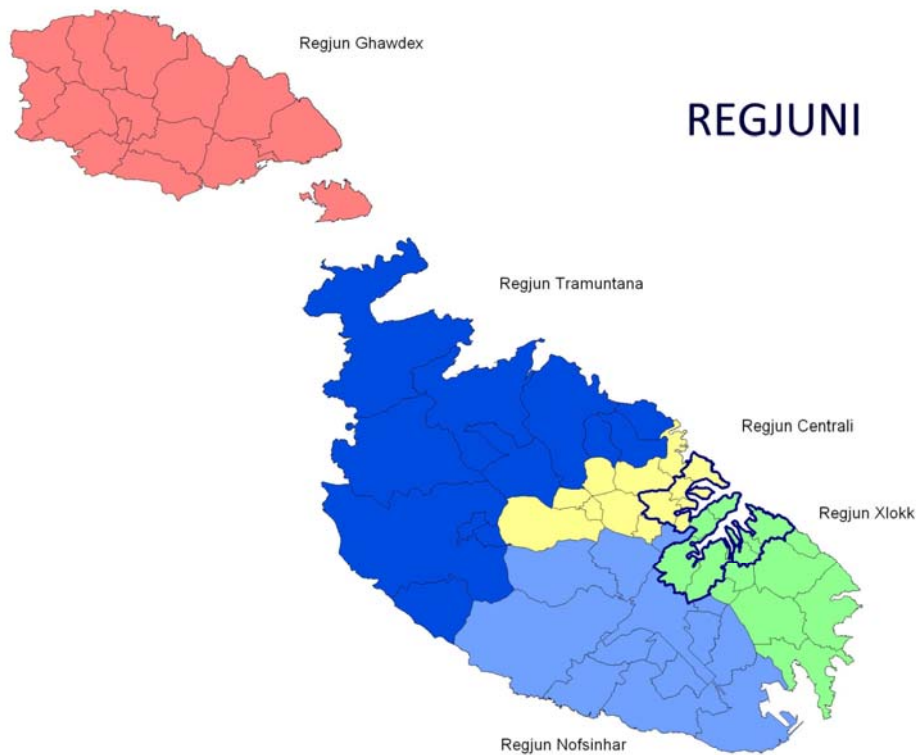 Regjun Ghawdex
REGJUNI
Regjun Tramuntana
Regjun Centrali
Regjun Xlokk
Regjun Nofsinhar